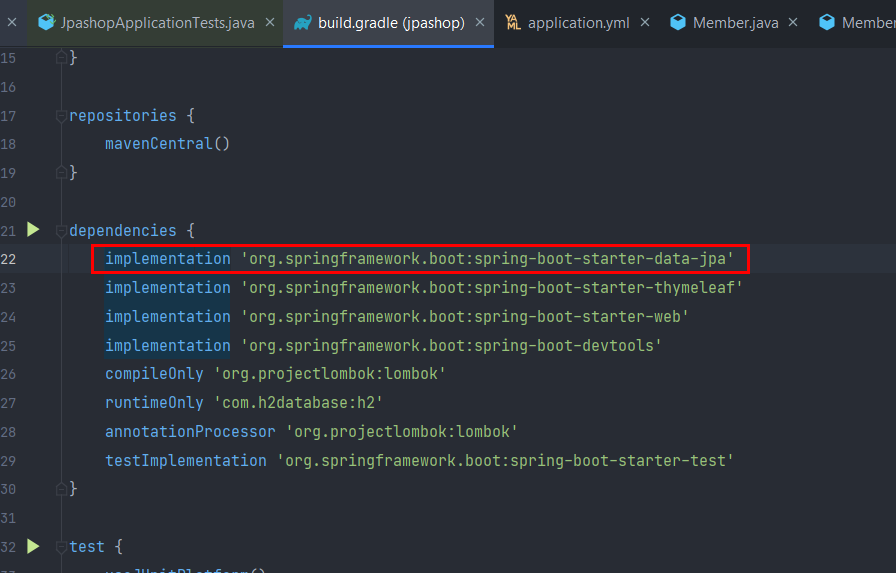 JpashopApplicationTests.java
build.gradle (jpashop)
application.yml
Member.java
Member
15 }
16
17 repositories {
18 mavenCentral()
19 }
20
21 dependencies {
22 implementation 'org.springframework.boot:spring-boot-starter-data-jpa'
23 implementation 'org.springframework.boot:spring-boot-starter-thymeleaf'
24 implementation 'org.springframework.boot:spring-boot-starter-web'
25 implementation 'org.springframework.boot:spring-boot-devtools'
26 compileOnly 'org.projectlombok:lombok'
27 runtimeOnly 'com.h2database:h2'
28 annotationProcessor 'org.projectlombok:lombok'
29 testImplementation 'org.springframework.boot:spring-boot-starter-test'
30 }
31
32 test {